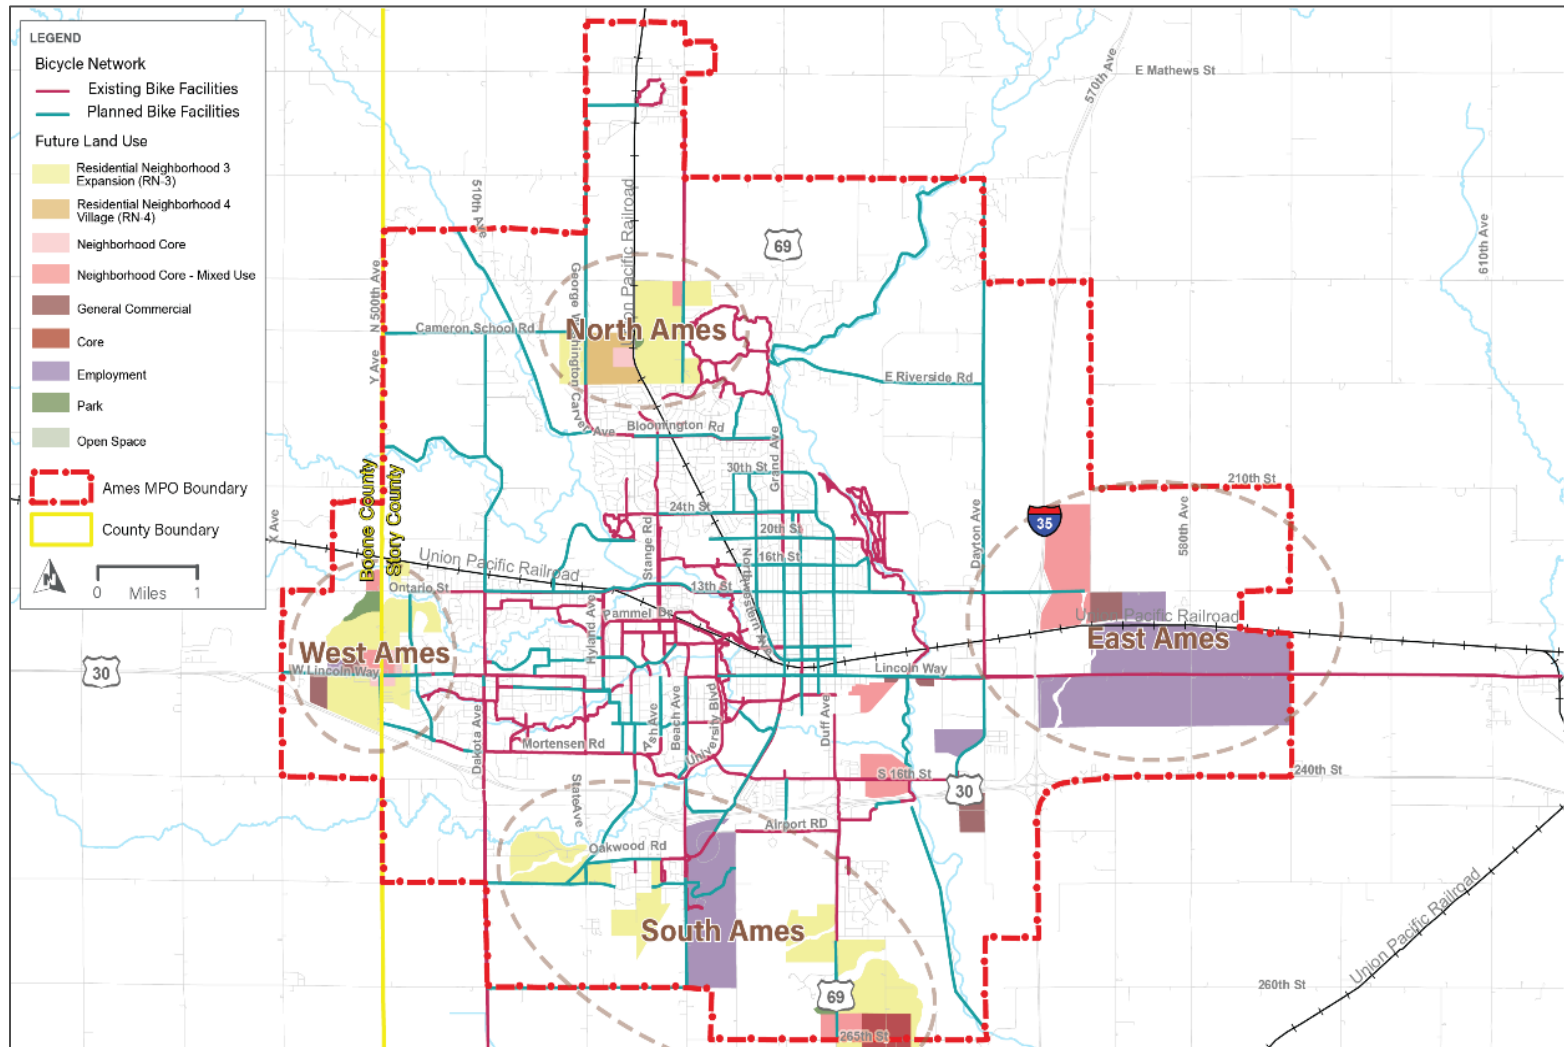 LEGEND
Bicycle Network
Existing Bike Facilities
Planned Bike Facilities
Future Land Use
Residential Neighborhood 3
Expansion (RN-3)
Residential Neighborhood 4
Village (RN-4)
Neighborhood Core
Neighborhood Core - Mixed Use
General Commercial
Core
Employment
Park
Open Space
Ames MPO Boundary
County Boundary
0 Miles 1
E Mathews St
570th Ave
510th Ave
610th Ave
Union Pacific Railroad
69
N 500th Ave
George Washington Carver Ave
Cameron School Rd
North Ames
Y Ave
E Riverside Rd
Bloomington Rd
Grand Ave
30th St
210th St
24th St
Boone County
Story County
X Ave
Stange Rd
20th St
Dayton Ave
35
580th Ave
Union Pacific Railroad
16th St
Northwestern Ave
Ontario St
13th St
Hyland Ave
Pammel Dr
Union Pacific Railroad
West Ames
East Ames
30
W Lincoln Way
Lincoln Way
Dakota Ave
Ash Ave
Beach Ave
University Blvd
Duff Ave
Mortensen Rd
S 16th St
240th St
30
State Ave
Airport RD
Oakwood Rd
South Ames
Union Pacific Railroad
69
260th St
265th St